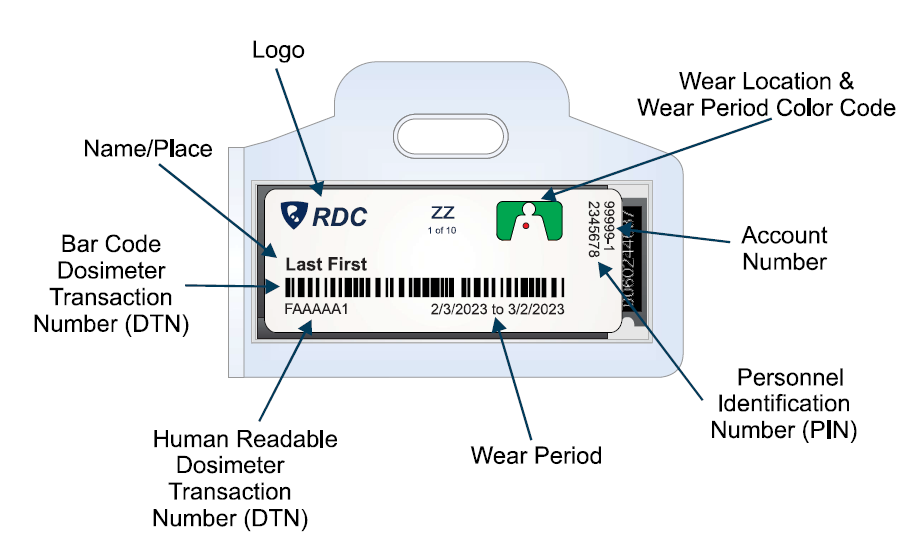 Logo
Wear Location &
Wear Period Color Code
Name/Place
RDC
ZZ
1 of 10
99999-1
2345678
Bar Code
Dosimeter
Transaction
Number (DTN)
Last First
Account
Number
FAAAAA1
2/3/2023 to 3/2/2023
Personnel
Identification
Number (PIN)
Human Readable
Dosimeter
Transaction
Number (DTN)
Wear Period